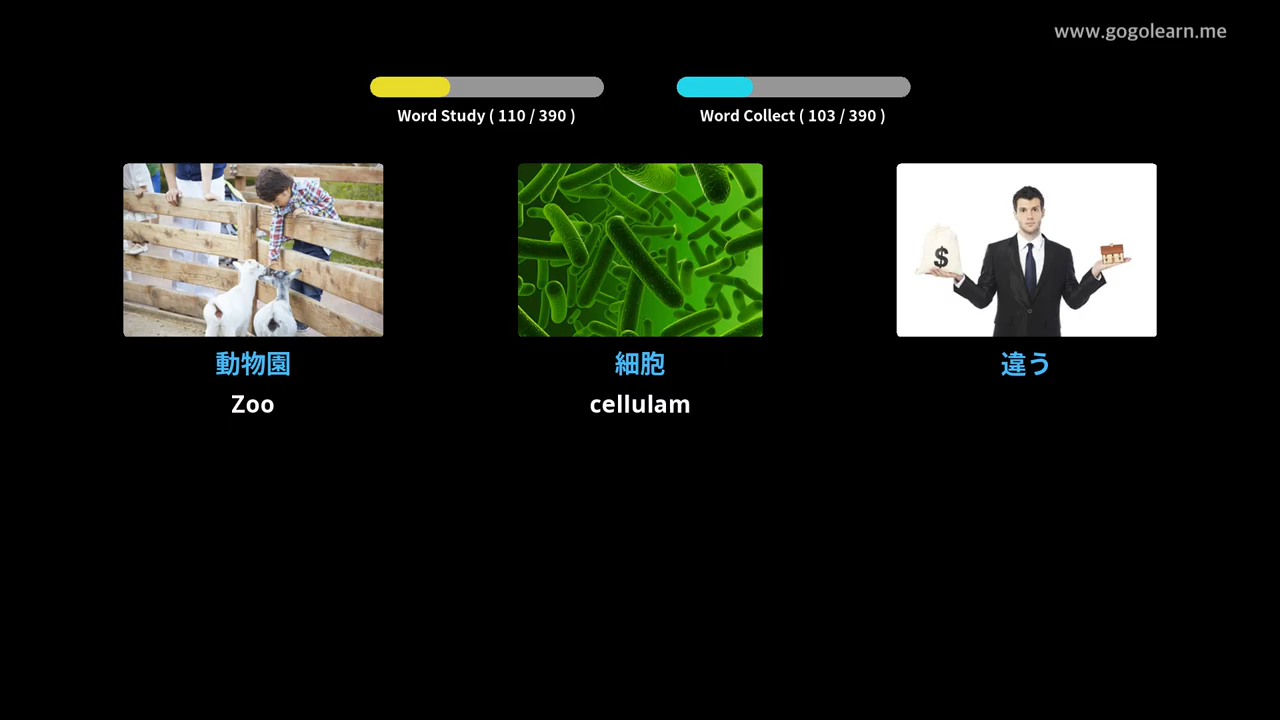 www.gogolearn.me
Word Study ( 110 / 390 )
Word Collect ( 103 / 390 )
動物園
細胞
違う
Zoo
cellulam
$